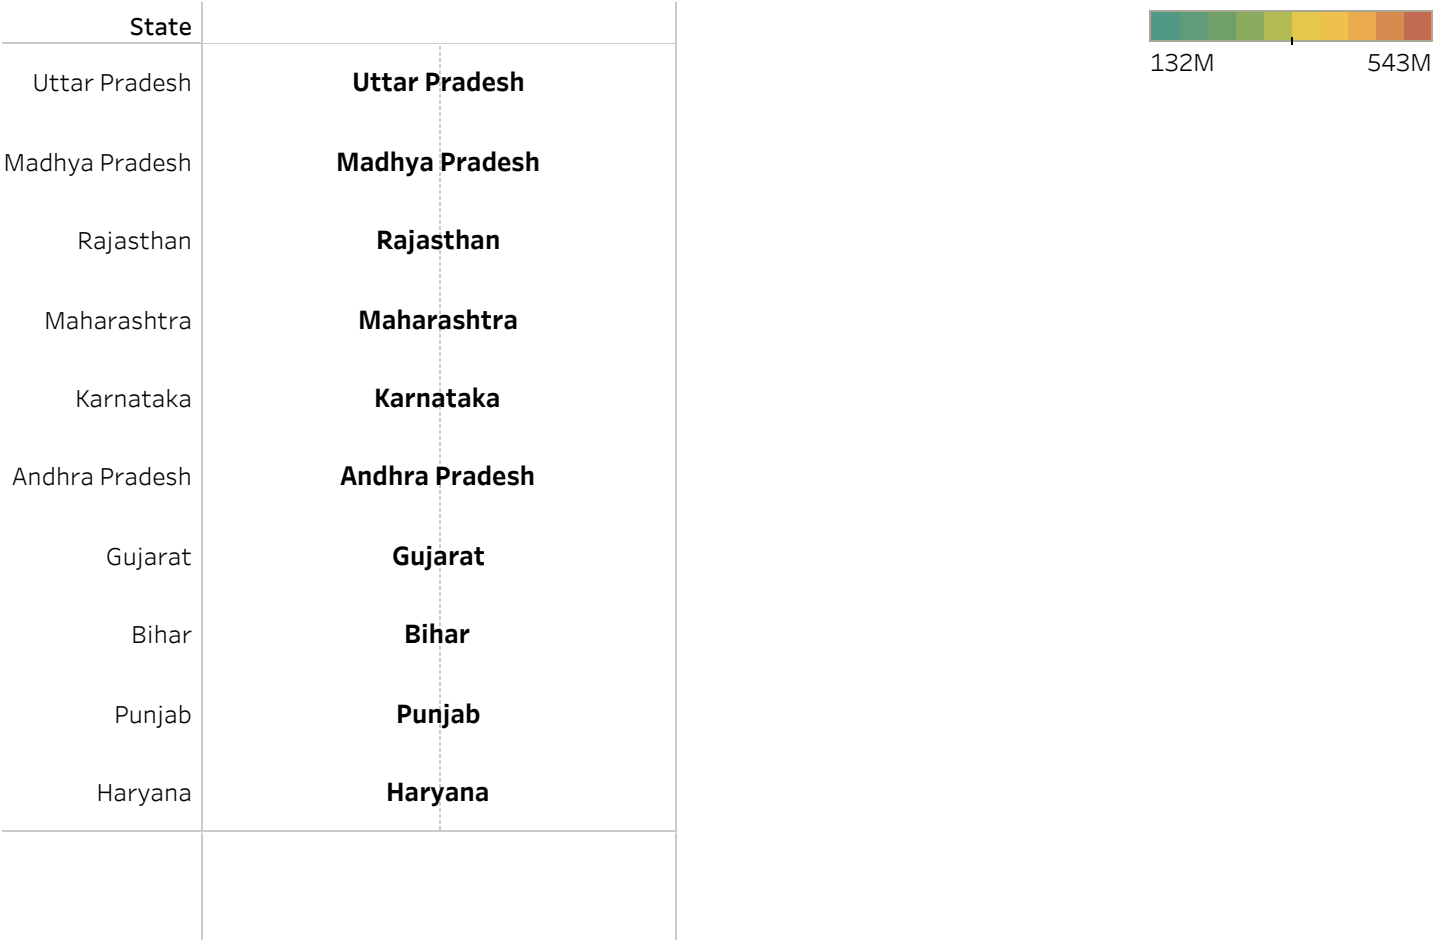 State
132M 543M
Uttar Pradesh Uttar Pradesh
Madhya Pradesh Madhya Pradesh
Rajasthan Rajasthan
Maharashtra Maharashtra
Karnataka Karnataka
Andhra Pradesh Andhra Pradesh
Gujarat Gujarat
Bihar Bihar
Punjab Punjab
Haryana Haryana